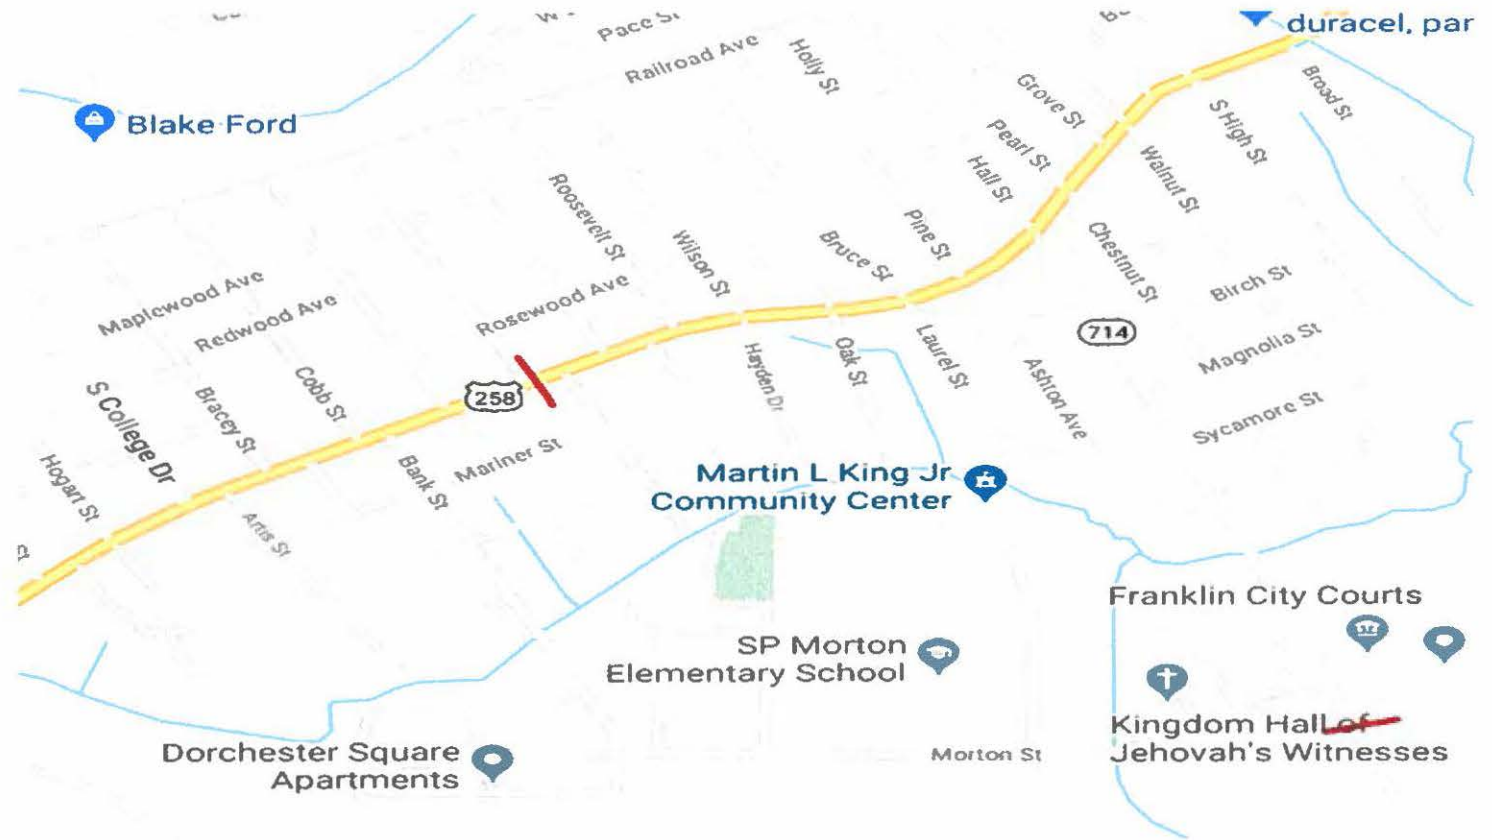 Pace St
duracel, par
Railroad Ave
Holly St
Grove St
Broad St
S High St
Blake Ford
Pearl St
Hall St
Walnut St
Roosevelt St
Pine St
Wilson St
Bruce St
Chestnut St
Birch St
Maplewood Ave
Redwood Ave
Rosewood Ave
714
Magnolia St
Hayden Dr
Oak St
Laurel St
Ashton Ave
Sycamore St
258
Cobb St
Bracey St
S College Dr
Hogart St
Bank St
Mariner St
Artis St
Martin L King Jr
Community Center
Franklin City Courts
SP Morton
Elementary School
Kingdom Hall of
Jehovah's Witnesses
Morton St
Dorchester Square
Apartments